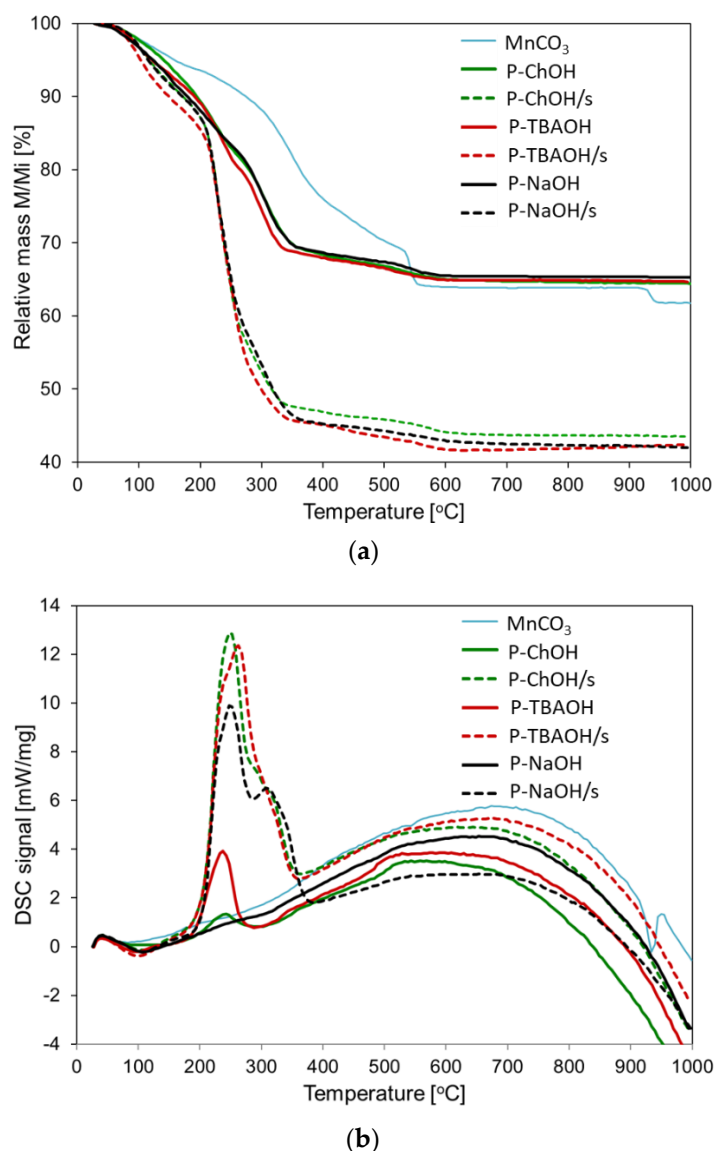 100
90
80
70
60
50
40
Relative mass M/Mi [%]
MnCO₃
P-ChOH
P-ChOH/s
P-TBAOH
P-TBAOH/s
P-NaOH
P-NaOH/s
0 100 200 300 400 500 600 700 800 900 1000
Temperature [°C]
(a)
14
12
10
8
6
4
2
0
-2
-4
DSC signal [mW/mg]
MnCO₃
P-ChOH
P-ChOH/s
P-TBAOH
P-TBAOH/s
P-NaOH
P-NaOH/s
0 100 200 300 400 500 600 700 800 900 1000
Temperature [°C]
(b)